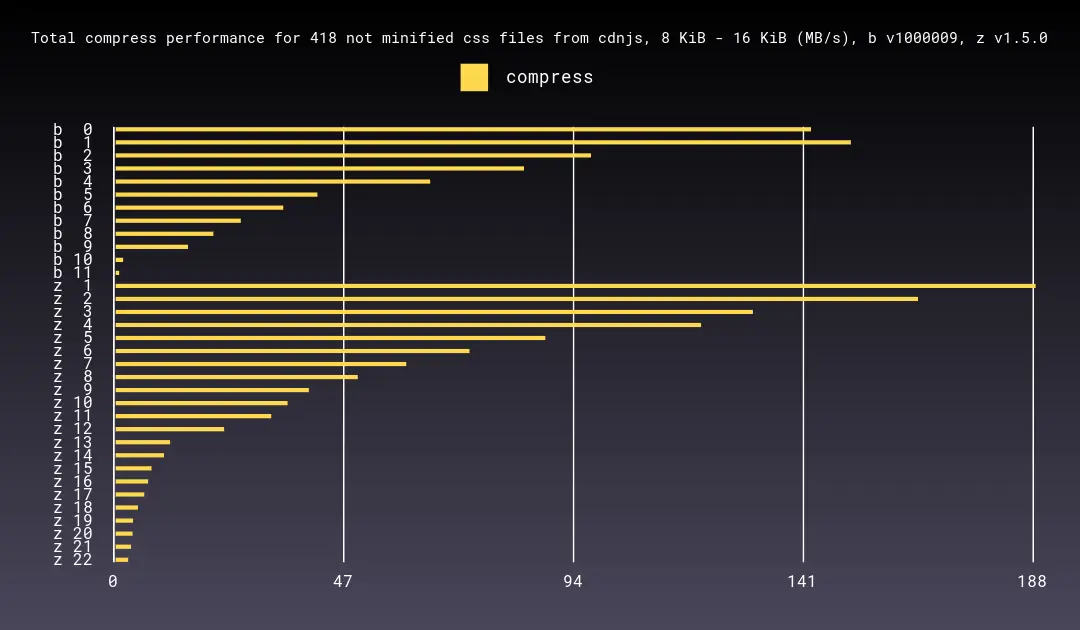 Total compress performance for 418 not minified css files from cdnjs, 8 KiB - 16 KiB (MB/s), b v1000009, z v1.5.0
compress
b 0
b 1
b 2
b 3
b 4
b 5
b 6
b 7
b 8
b 9
b 10
b 11
z 1
z 2
z 3
z 4
z 5
z 6
z 7
z 8
z 9
z 10
z 11
z 12
z 13
z 14
z 15
z 16
z 17
z 18
z 19
z 20
z 21
z 22
0 47 94 141 188